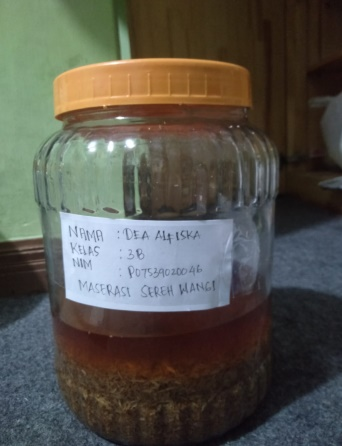 NAMA : DEA ALFISKA
KELAS : 3B
NIM : P07539020046
MASERASI SEREH WANGI